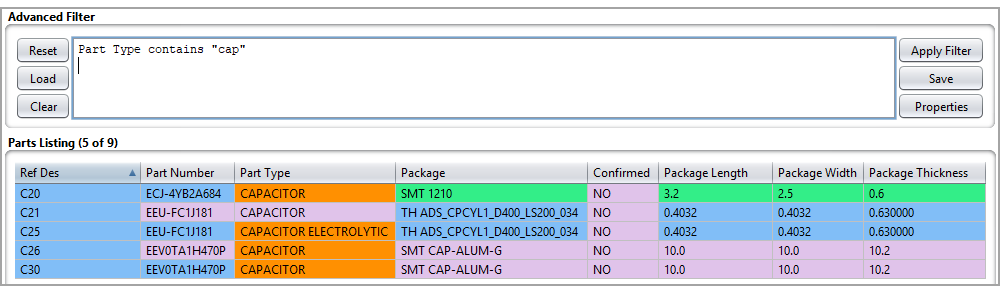 Advanced Filter
Reset
Part Type contains "cap"
Apply Filter
Load
Save
Clear
Properties
Parts Listing (5 of 9)
Ref Des Part Number Part Type Package Confirmed Package Length Package Width Package Thickness
C20 ECJ-4YB2A684 CAPACITOR SMT 1210 NO 3.2 2.5 0.6
C21 EEU-FC1J181 CAPACITOR TH ADS_CPCYL1_D400_LS200_034 NO 0.4032 0.4032 0.630000
C25 EEU-FC1J181 CAPACITOR ELECTROLYTIC TH ADS_CPCYL1_D400_LS200_034 NO 0.4032 0.4032 0.630000
C26 EEV0TA1H470P CAPACITOR SMT CAP-ALUM-G NO 10.0 10.0 10.2
C30 EEV0TA1H470P CAPACITOR SMT CAP-ALUM-G NO 10.0 10.0 10.2